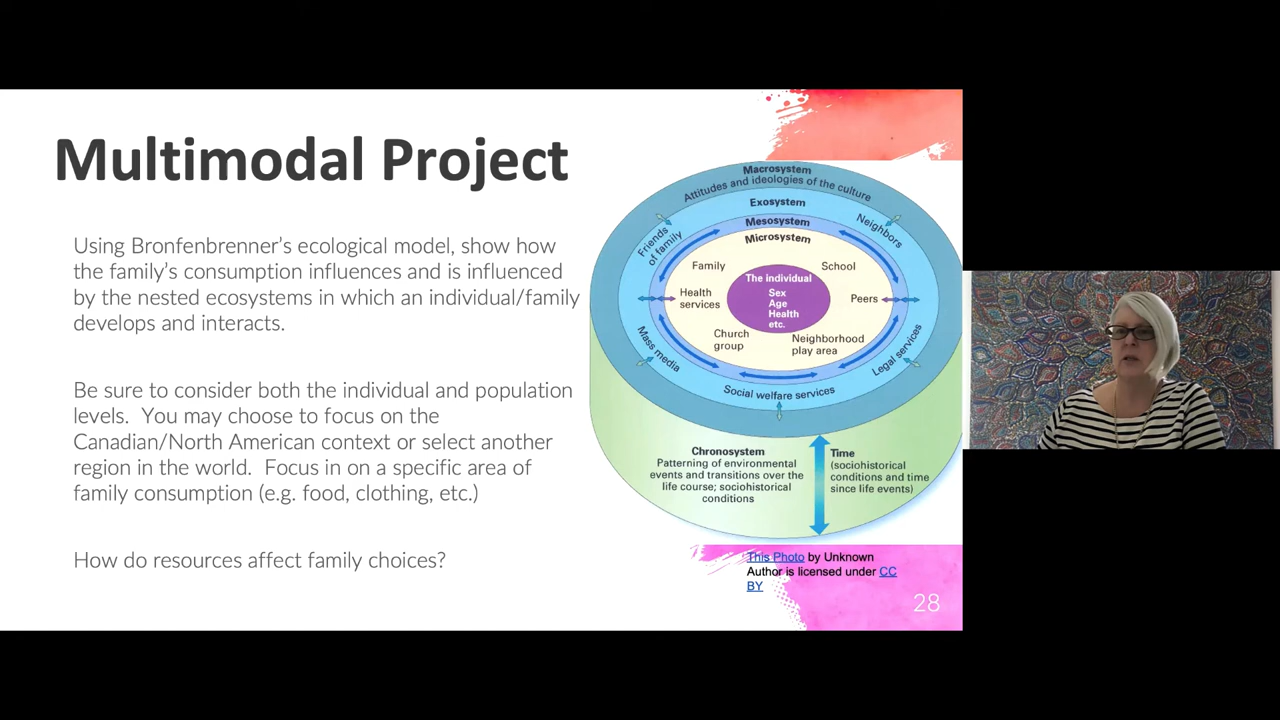 Multimodal Project
Using Bronfenbrenner's ecological model, show how
the family's consumption influences and is influenced
by the nested ecosystems in which an individual/family
develops and interacts.
Be sure to consider both the individual and population
levels.  You may choose to focus on the
Canadian/North American context or select another
region in the world.  Focus in on a specific area of
family consumption (e.g. food, clothing, etc.)
How do resources affect family choices?
Macrosystem
Attitudes and ideologies of the culture
Exosystem
Mesosystem
Microsystem
Friends
of family
Neighbors
Family
School
The individual
Sex
Age
Health
etc.
Health
services
Peers
Church
group
Neighborhood
play area
Mass media
Legal services
Social welfare services
Chronosystem
Patterning of environmental
events and transitions over the
life course; sociohistorical
conditions
Time
(sociohistorical
conditions and time
since life events)
This Photo by Unknown
Author is licensed under CC
BY
28